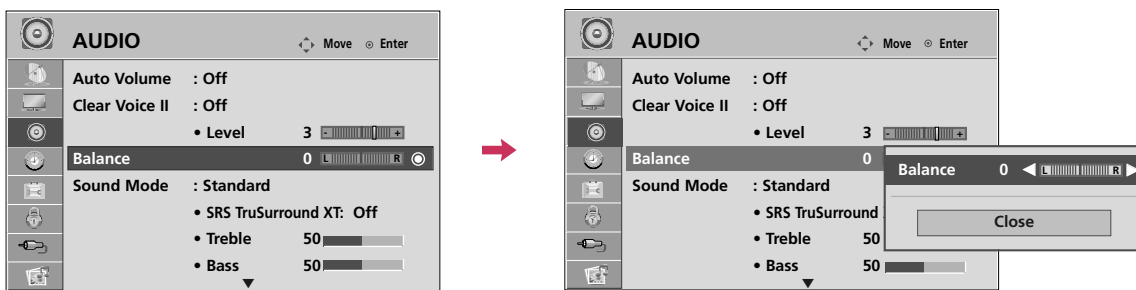 AUDIO Move Enter
Auto Volume : Off
Clear Voice II : Off
• Level 3 - +
Balance 0 L R
Sound Mode : Standard
• SRS TruSurround XT: Off
• Treble 50
• Bass 50
AUDIO Move Enter
Auto Volume : Off
Clear Voice II : Off
• Level 3 - +
Balance 0
Sound Mode : Standard
• SRS TruSurround
• Treble 50
• Bass 50
Balance 0 L R
Close